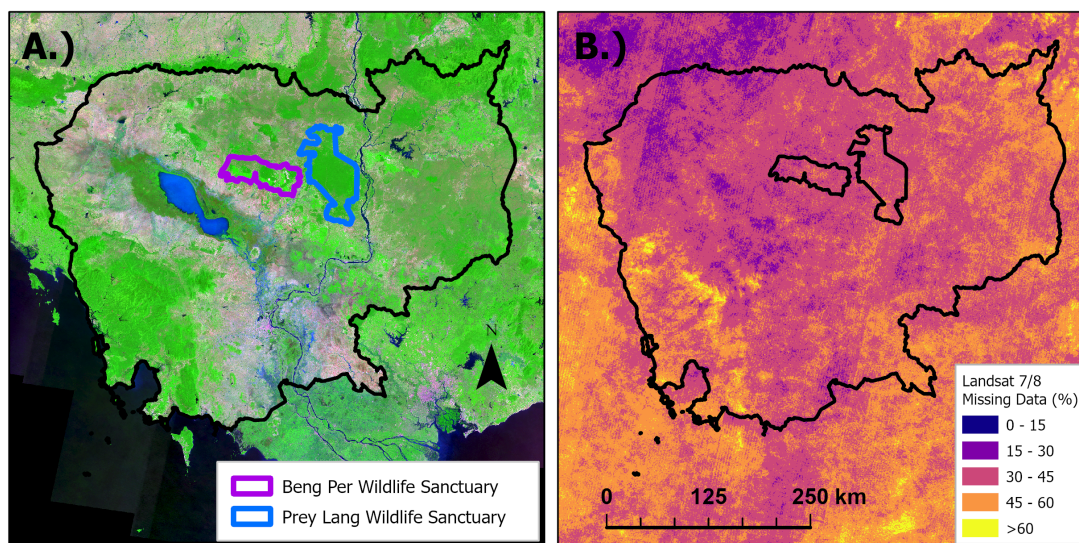 A.)
N
Beng Per Wildlife Sanctuary
Prey Lang Wildlife Sanctuary
B.)
0 125 250 km
Landsat 7/8
Missing Data (%)
0 - 15
15 - 30
30 - 45
45 - 60
>60